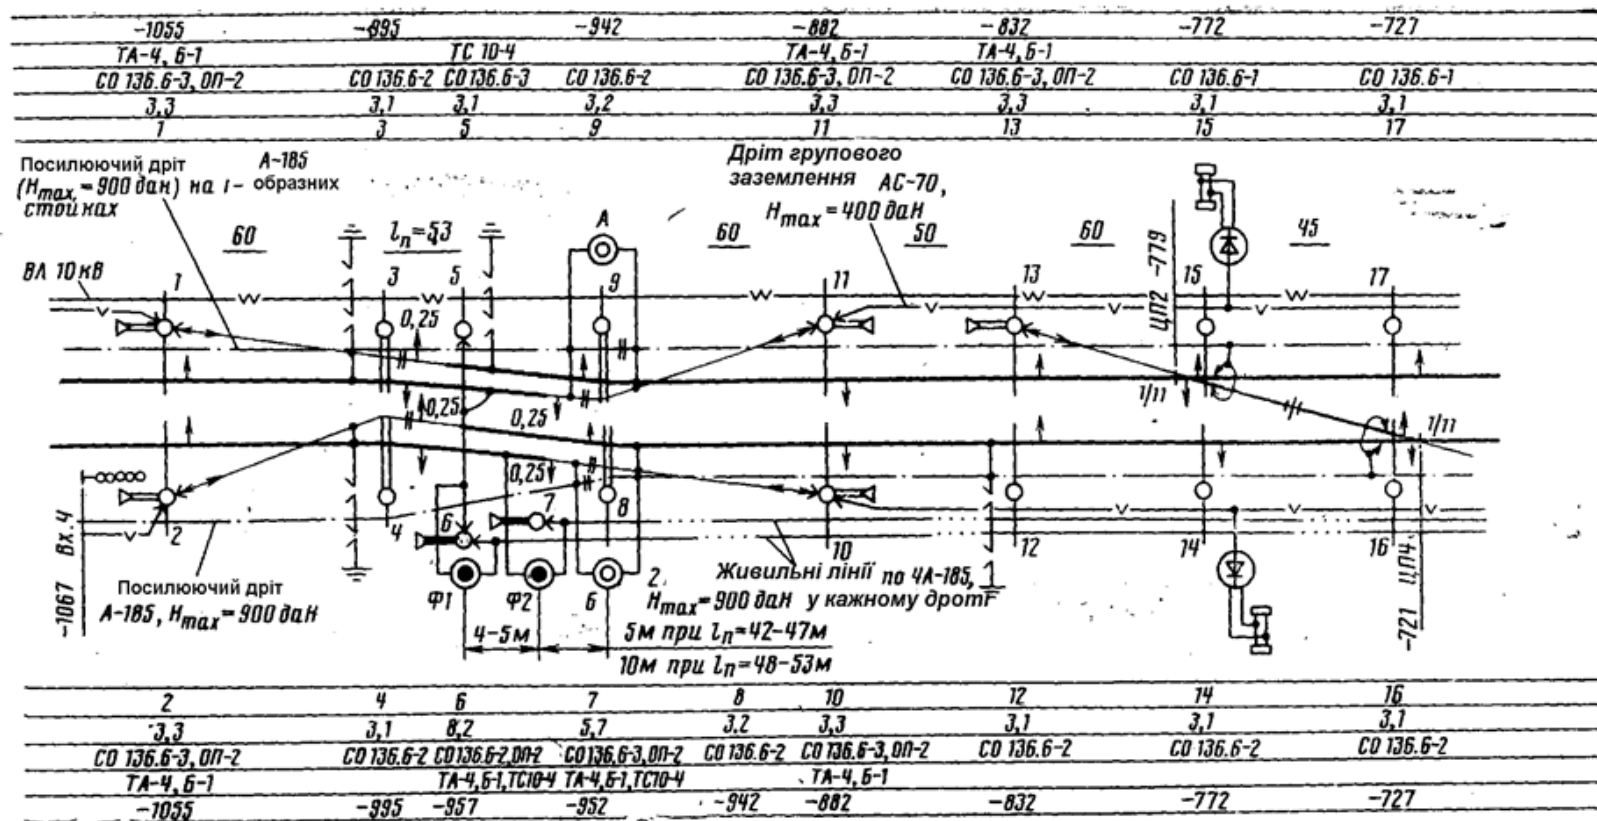 -1055 -895 -942 -882 -832 -772 -727
ТА-4, Б-1 ТС 10-4 ТА-4, Б-1 ТА-4, Б-1
СО 136.6-3, ОП-2 СО 136.6-2 СО 136.6-3 СО 136.6-2 СО 136.6-3, ОП-2 СО 136.6-3, ОП-2 СО 136.6-1 СО 136.6-1
3,3 3,1 3,1 3,2 3,3 3,3 3,1 3,1
1 3 5 9 11 13 15 17
Посилюючий дріт А-185
(Hmax = 900 дан) на г- образних
стойках
Дріт групового
заземлення АС-70,
Hmax = 400 даН
60 lп=53 А 60 50 60 ЦП2 -779 45
ВЛ 10 кВ
1 3 5 9 11 13 15 17
0,25
0,25 0,25 1/11 1/11
0,25
2 4 6 7 8 10 12 14 16
-1067 Вх.4
Посилюючий дріт
А-185, Hmax = 900 даН
Ф1 Ф2 Б 2
Живильні лінії по 4А-185,
Hmax = 900 даН у кажному дроті
-721 ЦП4
4-5м 5м при lп=42-47м
10м при lп=48-53м
2 4 6 7 8 10 12 14 16
3,3 3,1 8,2 5,7 3.2 3,3 3,1 3,1 3,1
СО 136.6-3, ОП-2 СО 136.6-2 СО 136.6-2, ОП-2 СО 136.6-3, ОП-2 СО 136.6-2 СО 136.6-3, ОП-2 СО 136.6-2 СО 136.6-2 СО 136.6-2
ТА-4, Б-1 ТА-4, Б-1, ТС10-4 ТА-4, Б-1, ТС10-4 ТА-4, Б-1
-1055 -995 -957 -952 -942 -882 -832 -772 -727